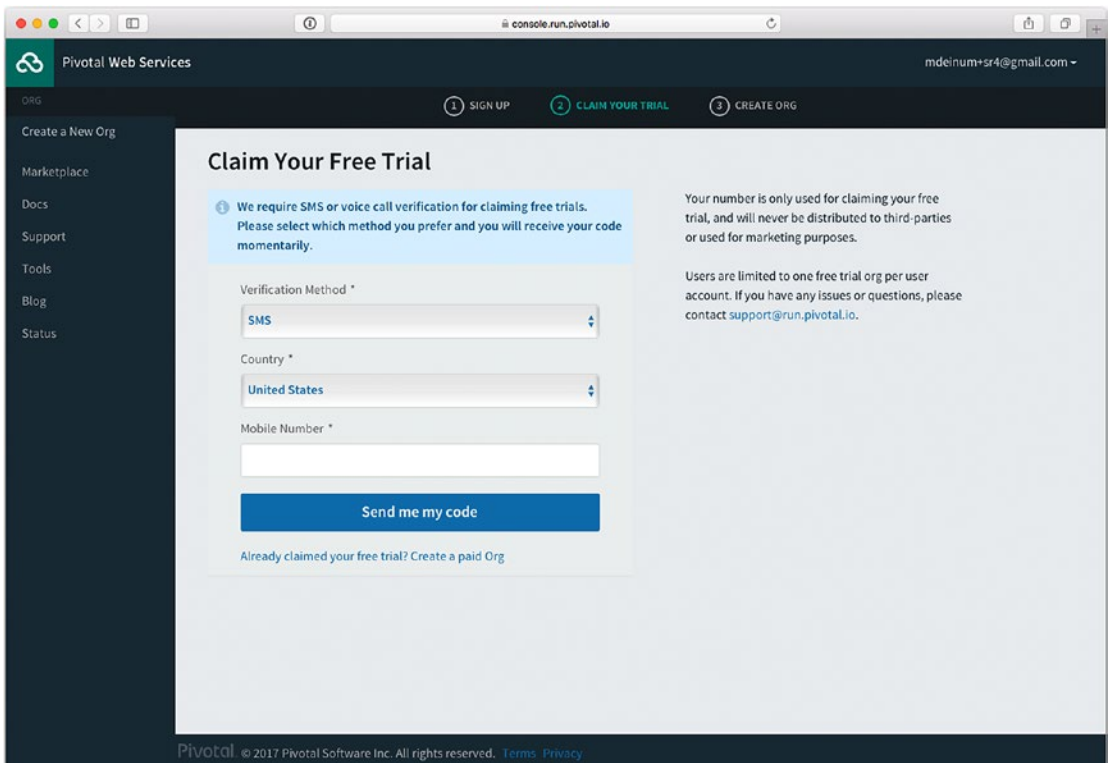 console.run.pivotal.io
Pivotal Web Services
mdeinum+sr4@gmail.com
ORG
1 SIGN UP
2 CLAIM YOUR TRIAL
3 CREATE ORG
Create a New Org
Marketplace
Docs
Support
Tools
Blog
Status
Claim Your Free Trial
We require SMS or voice call verification for claiming free trials.
Please select which method you prefer and you will receive your code
momentarily.
Verification Method *
SMS
Country *
United States
Mobile Number *
Send me my code
Already claimed your free trial? Create a paid Org
Your number is only used for claiming your free
trial, and will never be distributed to third-parties
or used for marketing purposes.
Users are limited to one free trial org per user
account. If you have any issues or questions, please
contact support@run.pivotal.io.
Pivotal © 2017 Pivotal Software Inc. All rights reserved. Terms Privacy